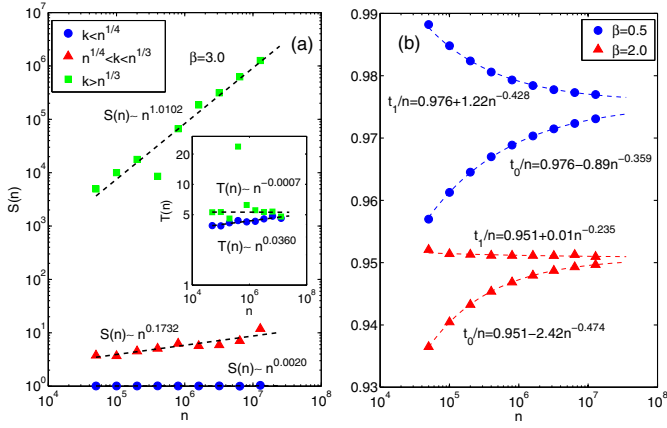 (a)
k<n^{1/4}
n^{1/4}<k<n^{1/3}
k>n^{1/3}
β=3.0
S(n)~ n^{1.0102}
S(n)~ n^{0.1732}
S(n)~ n^{0.0020}
S(n)
10^7
10^6
10^5
10^4
10^3
10^2
10^1
10^0
10^4 10^5 10^6 10^7 10^8
n
T(n)~ n^{-0.0007}
T(n)~ n^{0.0360}
T(n)
20
10
5
1
10^4 10^6 10^8
n
(b)
β=0.5
β=2.0
t_1/n=0.976+1.22n^{-0.428}
t_0/n=0.976-0.89n^{-0.359}
t_1/n=0.951+0.01n^{-0.235}
t_0/n=0.951-2.42n^{-0.474}
0.99
0.98
0.97
0.96
0.95
0.94
0.93
10^4 10^5 10^6 10^7 10^8
n